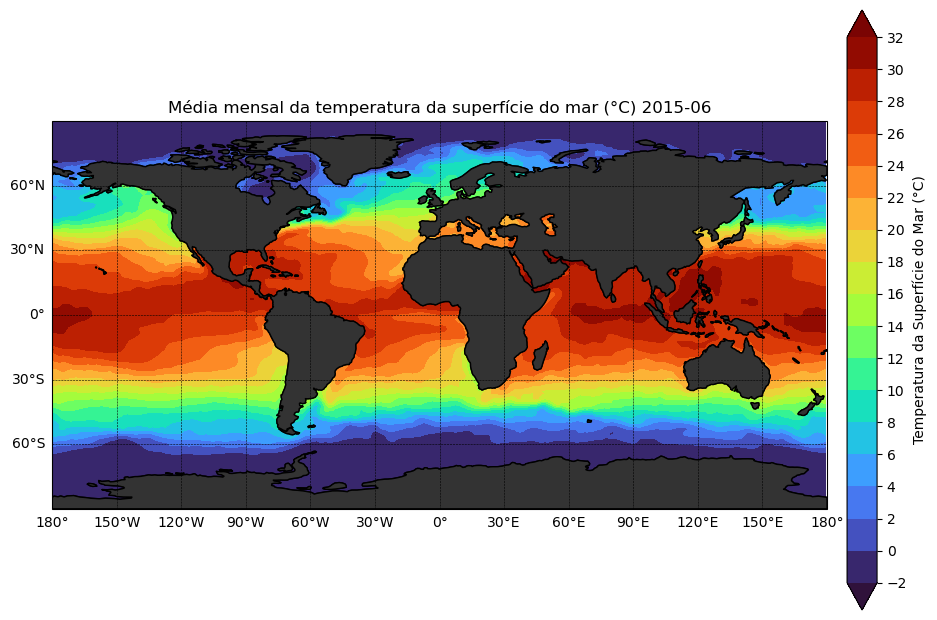 Média mensal da temperatura da superfície do mar (°C) 2015-06
60°N
30°N
0°
30°S
60°S
180° 150°W 120°W 90°W 60°W 30°W 0° 30°E 60°E 90°E 120°E 150°E 180°
32
30
28
26
24
22
20
18
16
14
12
10
8
6
4
2
0
−2
Temperatura da Superfície do Mar (°C)